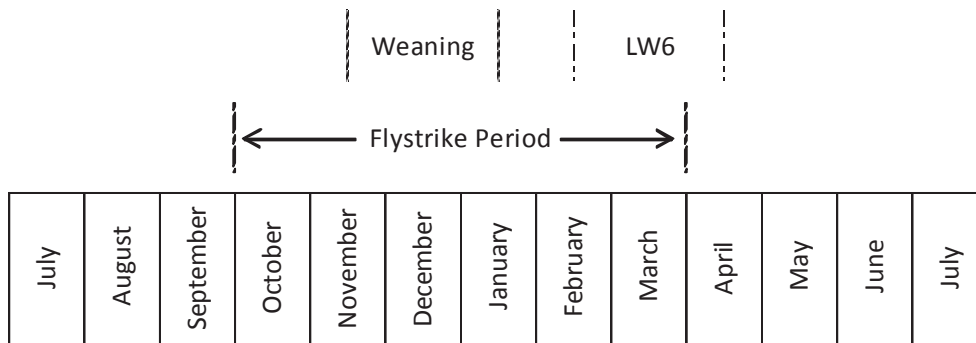 Weaning LW6
Flystrike Period
July August September October November December January February March April May June July